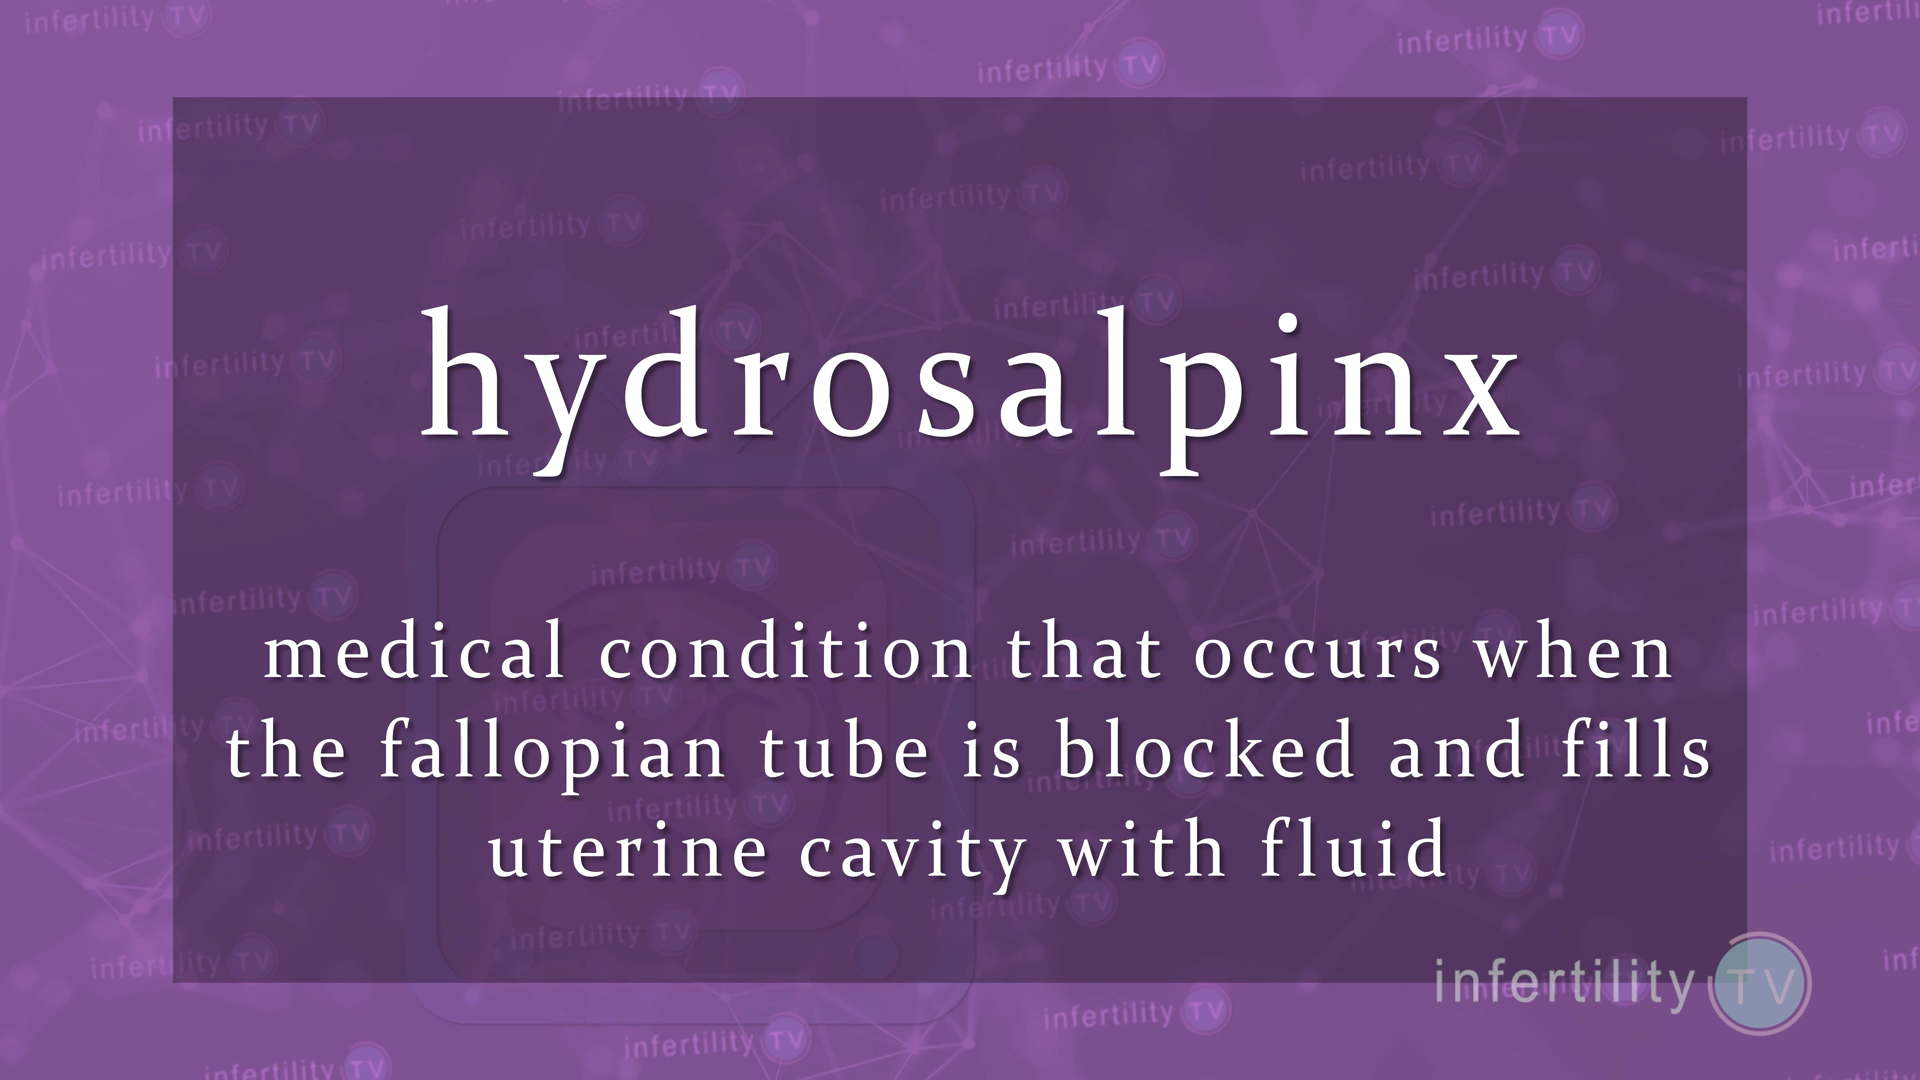 hydrosalpinx
medical condition that occurs when
the fallopian tube is blocked and fills
uterine cavity with fluid
infertility TV